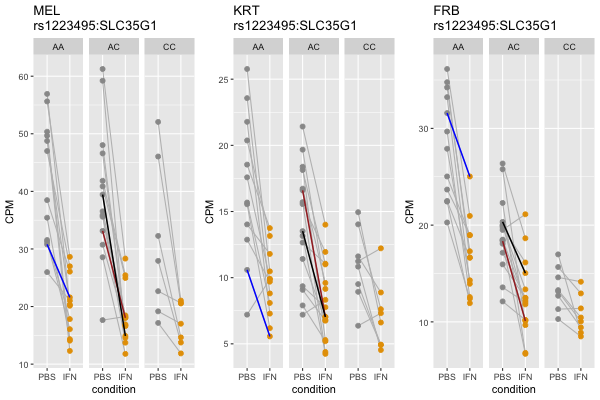 MEL
rs1223495:SLC35G1
AA AC CC
CPM
60
50
40
30
20
10
PBS IFN PBS IFN PBS IFN
condition
KRT
rs1223495:SLC35G1
AA AC CC
CPM
25
20
15
10
5
PBS IFN PBS IFN PBS IFN
condition
FRB
rs1223495:SLC35G1
AA AC CC
CPM
30
20
10
PBS IFN PBS IFN PBS IFN
condition